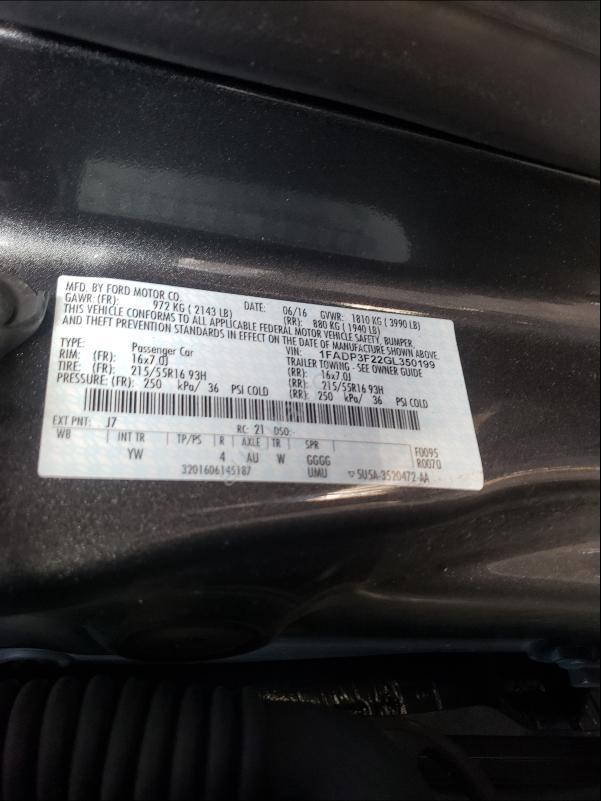 MFD. BY FORD MOTOR CO. DATE: 06/16 GVWR: 1810 KG ( 3990 LB)
GAWR: (FR): 972 KG ( 2143 LB) (RR): 880 KG ( 1940 LB)
THIS VEHICLE CONFORMS TO ALL APPLICABLE FEDERAL MOTOR VEHICLE SAFETY, BUMPER,
AND THEFT PREVENTION STANDARDS IN EFFECT ON THE DATE OF MANUFACTURE SHOWN ABOVE.
VIN: 1FADP3F22GL350199
TYPE: Passenger Car TRAILER TOWING - SEE OWNER GUIDE
RIM: (FR): 16x7.0J (RR): 16x7.0J
TIRE: (FR): 215/55R16 93H (RR): 215/55R16 93H
PRESSURE: (FR): 250 kPa/ 36 PSI COLD (RR): 250 kPa/ 36 PSI COLD
EXT PNT: J7 RC: 21 DSO:
WB INT TR TP/PS R AXLE TR SPR F0095
YW 4 AU W GGGG R0070
3201606145187 UMU 5U5A-3520472-AA